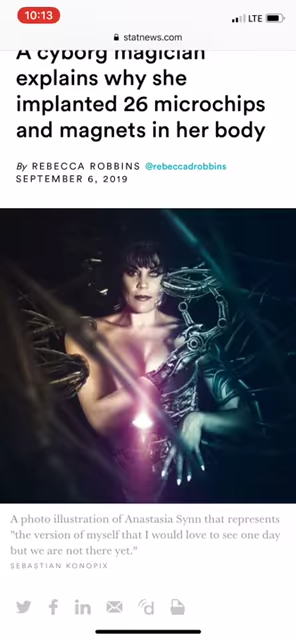 10:13
LTE
statnews.com
A cyborg magician
explains why she
implanted 26 microchips
and magnets in her body
By REBECCA ROBBINS @rebeccadrobbins
SEPTEMBER 6, 2019
A photo illustration of Anastasia Synn that represents
"the version of myself that I would love to see one day
but we are not there yet."
SEBASTIAN KONOPIX